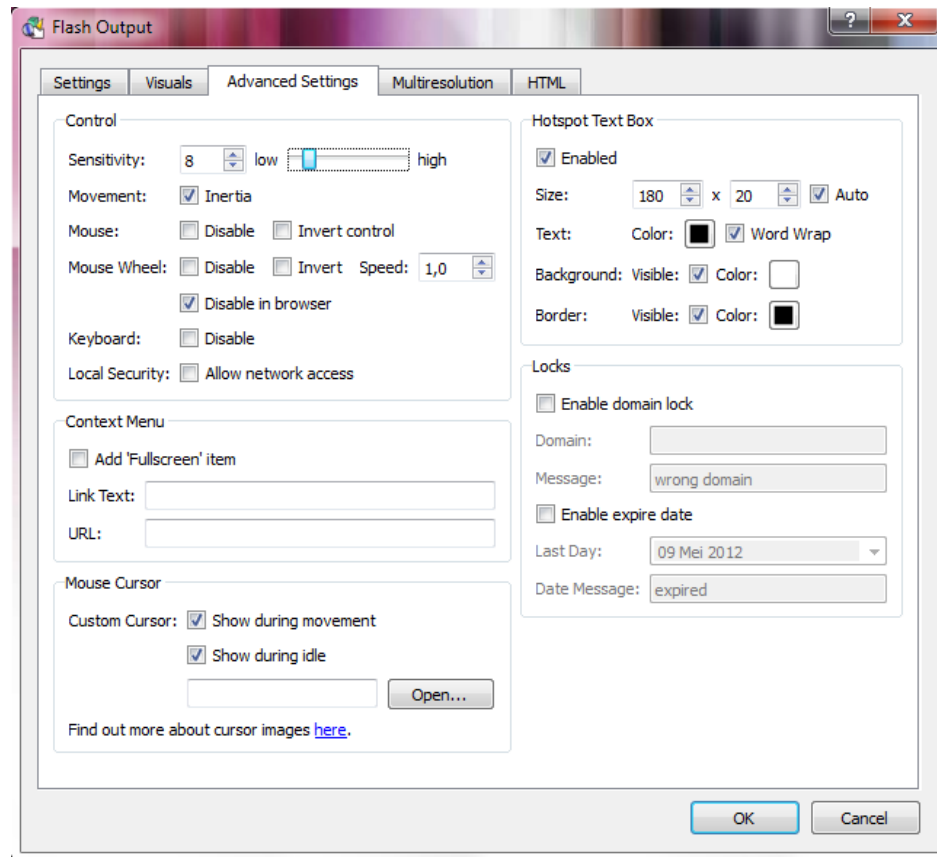 Flash Output
Settings Visuals Advanced Settings Multiresolution HTML
Control
Sensitivity: 8 low high
Movement: Inertia
Mouse: Disable Invert control
Mouse Wheel: Disable Invert Speed: 1,0
Disable in browser
Keyboard: Disable
Local Security: Allow network access
Context Menu
Add 'Fullscreen' item
Link Text:
URL:
Mouse Cursor
Custom Cursor: Show during movement
Show during idle
Open...
Find out more about cursor images here.
Hotspot Text Box
Enabled
Size: 180 x 20 Auto
Text: Color: Word Wrap
Background: Visible: Color:
Border: Visible: Color:
Locks
Enable domain lock
Domain:
Message: wrong domain
Enable expire date
Last Day: 09 Mei 2012
Date Message: expired
OK Cancel